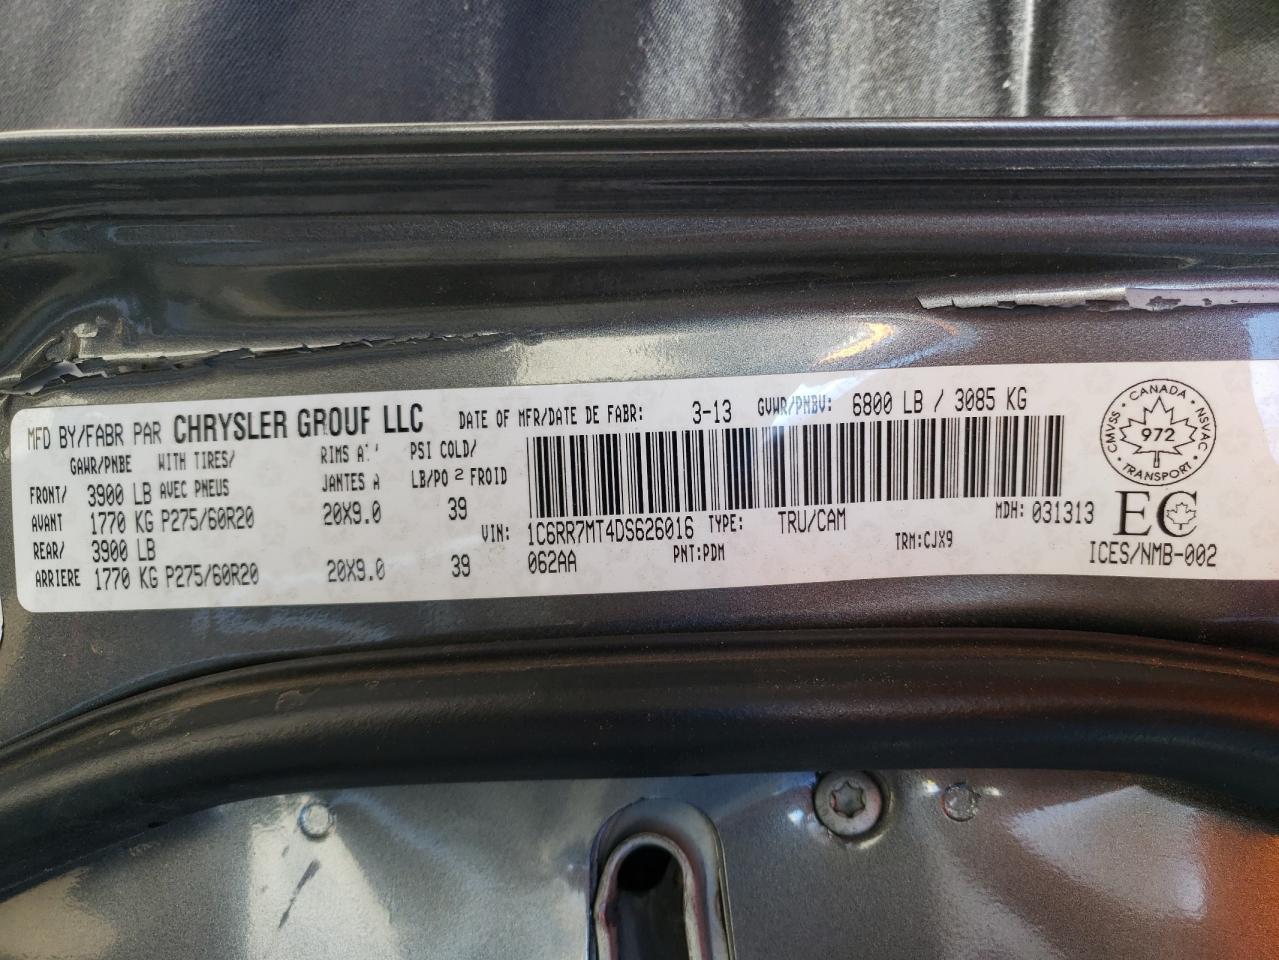 MFD BY/FABR PAR CHRYSLER GROUP LLC DATE OF MFR/DATE DE FABR: 3-13 GVWR/PNBV: 6800 LB / 3085 KG
GAWR/PNBE WITH TIRES/ RIMS PSI COLD/
FRONT/ 3900 LB AVEC PNEUS JANTES A LB/PO 2 FROID
AVANT 1770 KG P275/60R20 20X9.0 39
REAR/ 3900 LB
ARRIERE 1770 KG P275/60R20 20X9.0 39
VIN: 1C6RR7MT4DS626016 TYPE: TRU/CAM MDH: 031313
062AA PNT:PDM TRM:CJX9
CANADA
CMVSS 972 NSVAC
TRANSPORT
EC
ICES/NMB-002